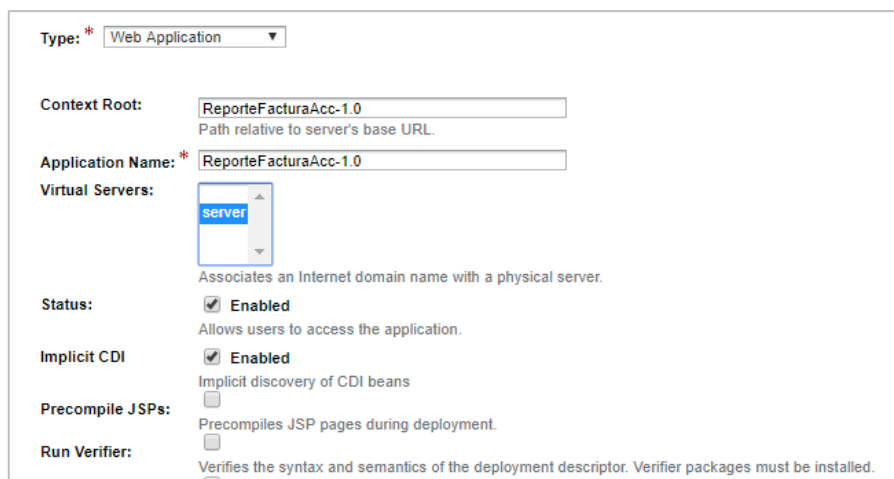 Type: * Web Application
Context Root: ReporteFacturaAcc-1.0
Path relative to server's base URL.
Application Name: * ReporteFacturaAcc-1.0
Virtual Servers:
server
Associates an Internet domain name with a physical server.
Status: Enabled
Allows users to access the application.
Implicit CDI Enabled
Implicit discovery of CDI beans
Precompile JSPs:
Precompiles JSP pages during deployment.
Run Verifier:
Verifies the syntax and semantics of the deployment descriptor. Verifier packages must be installed.